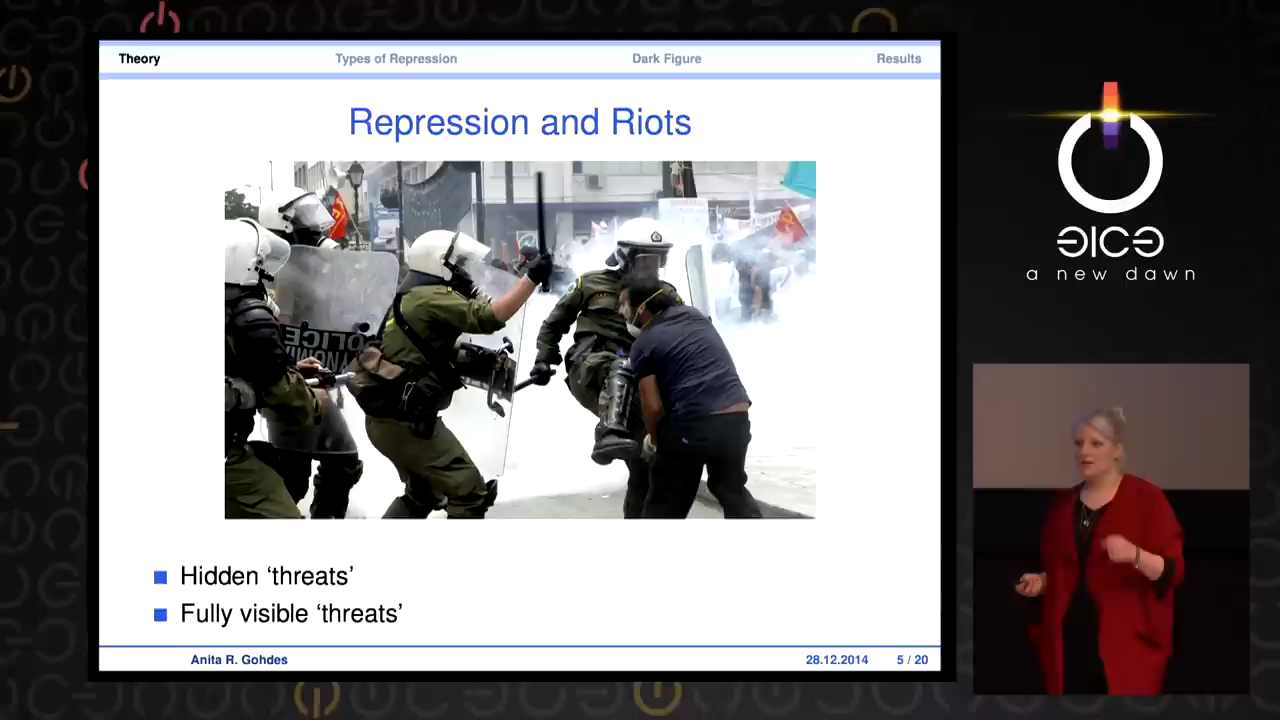 Theory Types of Repression Dark Figure Results
Repression and Riots
POLICE
Hidden ‘threats’
Fully visible ‘threats’
Anita R. Gohdes 28.12.2014 5 / 20
a new dawn